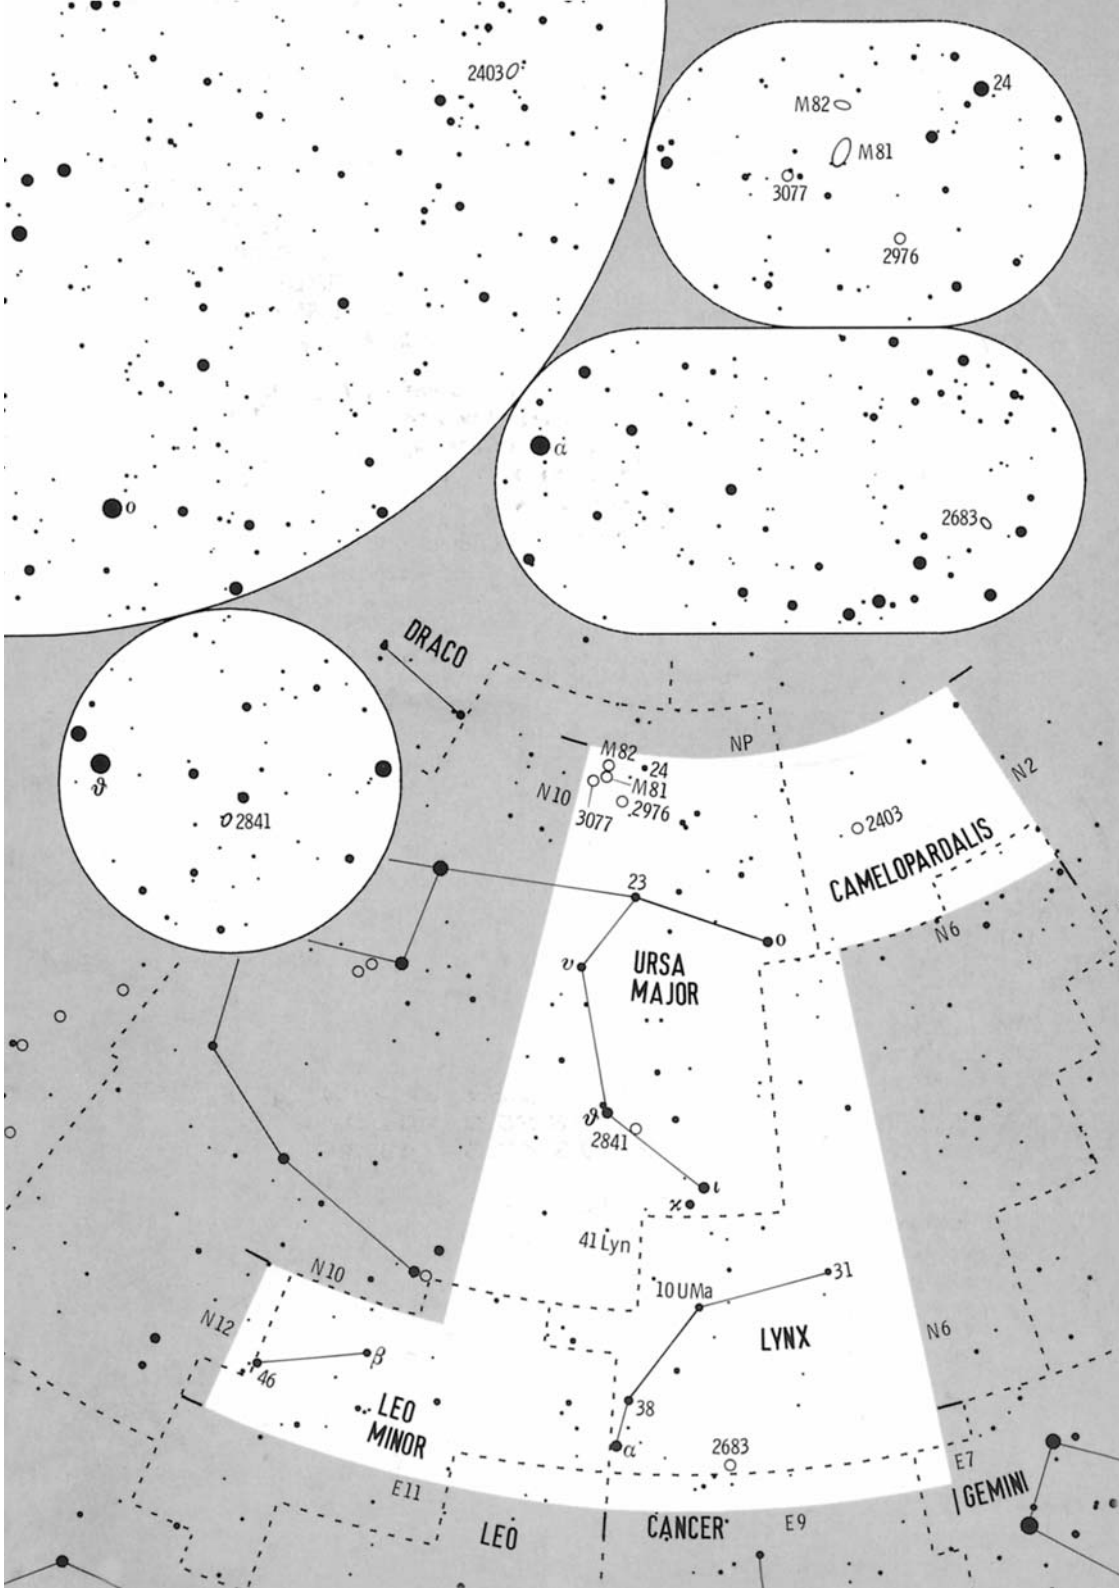 2403
24
M82
M81
3077
2976
α
2683
ο
ϑ
2841
DRACO
NP
N2
M82
24
M81
N10
2976
3077
2403
CAMELOPARDALIS
N6
23
ο
υ
URSA
MAJOR
ϑ
2841
ι
ϰ
41 Lyn
10 UMa
31
N10
N12
LYNX
N6
β
46
LEO
MINOR
38
α
2683
E7
GEMINI
E11
LEO
CANCER
E9